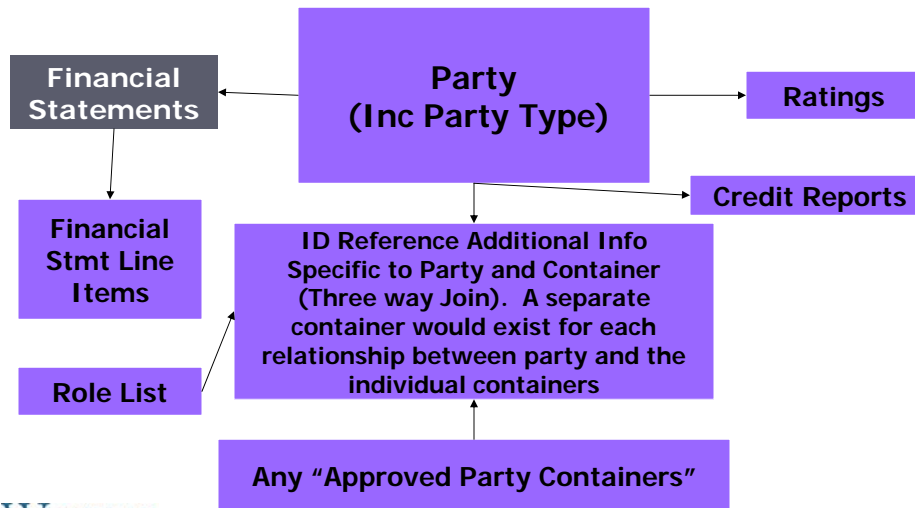 Party
(Inc Party Type)
Financial
Statements
Ratings
Credit Reports
Financial
Stmt Line
Items
ID Reference Additional Info
Specific to Party and Container
(Three way Join). A separate
container would exist for each
relationship between party and the
individual containers
Role List
Any “Approved Party Containers”